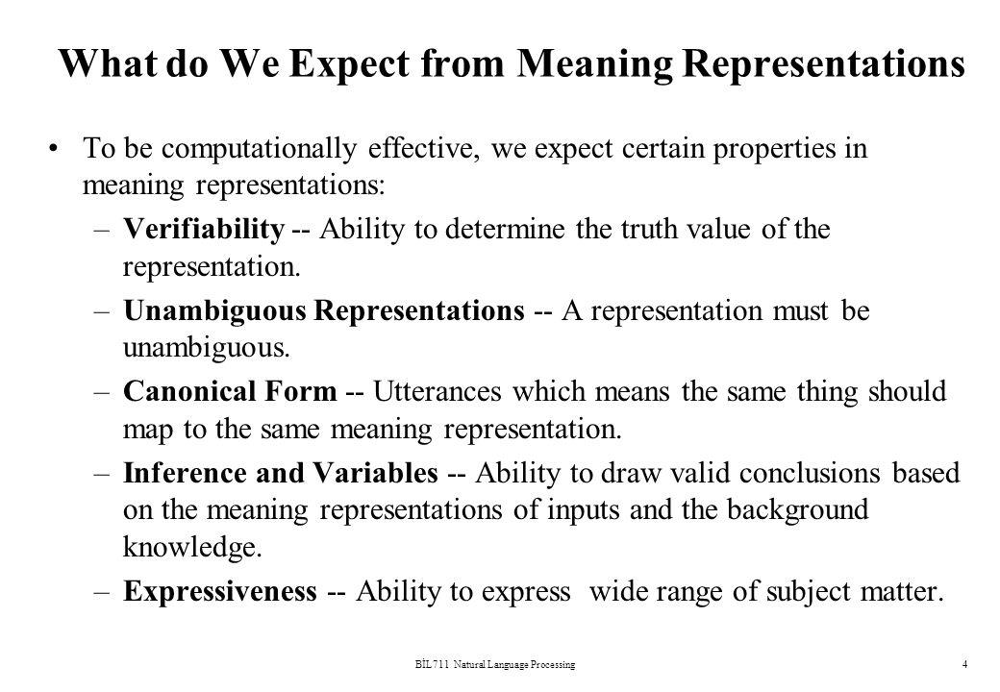 What do We Expect from Meaning Representations
• To be computationally effective, we expect certain properties in
meaning representations:
– Verifiability -- Ability to determine the truth value of the
representation.
– Unambiguous Representations -- A representation must be
unambiguous.
– Canonical Form -- Utterances which means the same thing should
map to the same meaning representation.
– Inference and Variables -- Ability to draw valid conclusions based
on the meaning representations of inputs and the background
knowledge.
– Expressiveness -- Ability to express wide range of subject matter.
BİL711 Natural Language Processing 4